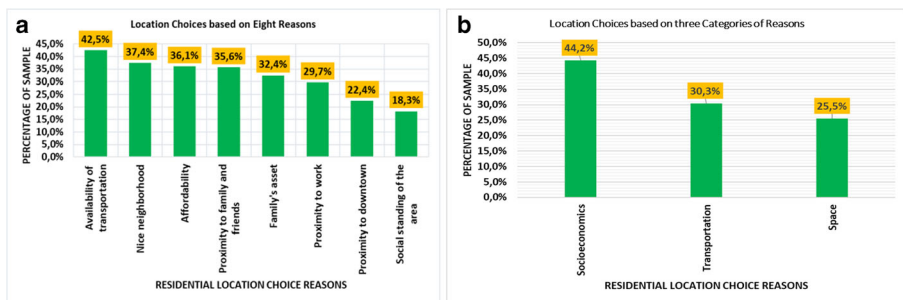 a
Location Choices based on Eight Reasons
PERCENTAGE OF SAMPLE
45,0%
40,0%
35,0%
30,0%
25,0%
20,0%
15,0%
10,0%
5,0%
0,0%
42,5%
37,4%
36,1%
35,6%
32,4%
29,7%
22,4%
18,3%
Availability of
transportation
Nice neighborhood
Affordability
Proximity to family and
friends
Family's asset
Proximity to work
Proximity to downtown
Social standing of the
area
RESIDENTIAL LOCATION CHOICE REASONS
b
Location Choices based on three Categories of Reasons
PERCENTAGE OF SAMPLE
50,0%
45,0%
40,0%
35,0%
30,0%
25,0%
20,0%
15,0%
10,0%
5,0%
0,0%
44,2%
30,3%
25,5%
Socioeconomics
Transportation
Space
RESIDENTIAL LOCATION CHOICE REASONS